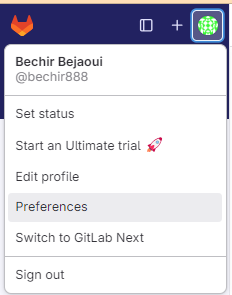 Bechir Bejaoui
@bechir888
Set status
Start an Ultimate trial 🚀
Edit profile
Preferences
Switch to GitLab Next
Sign out